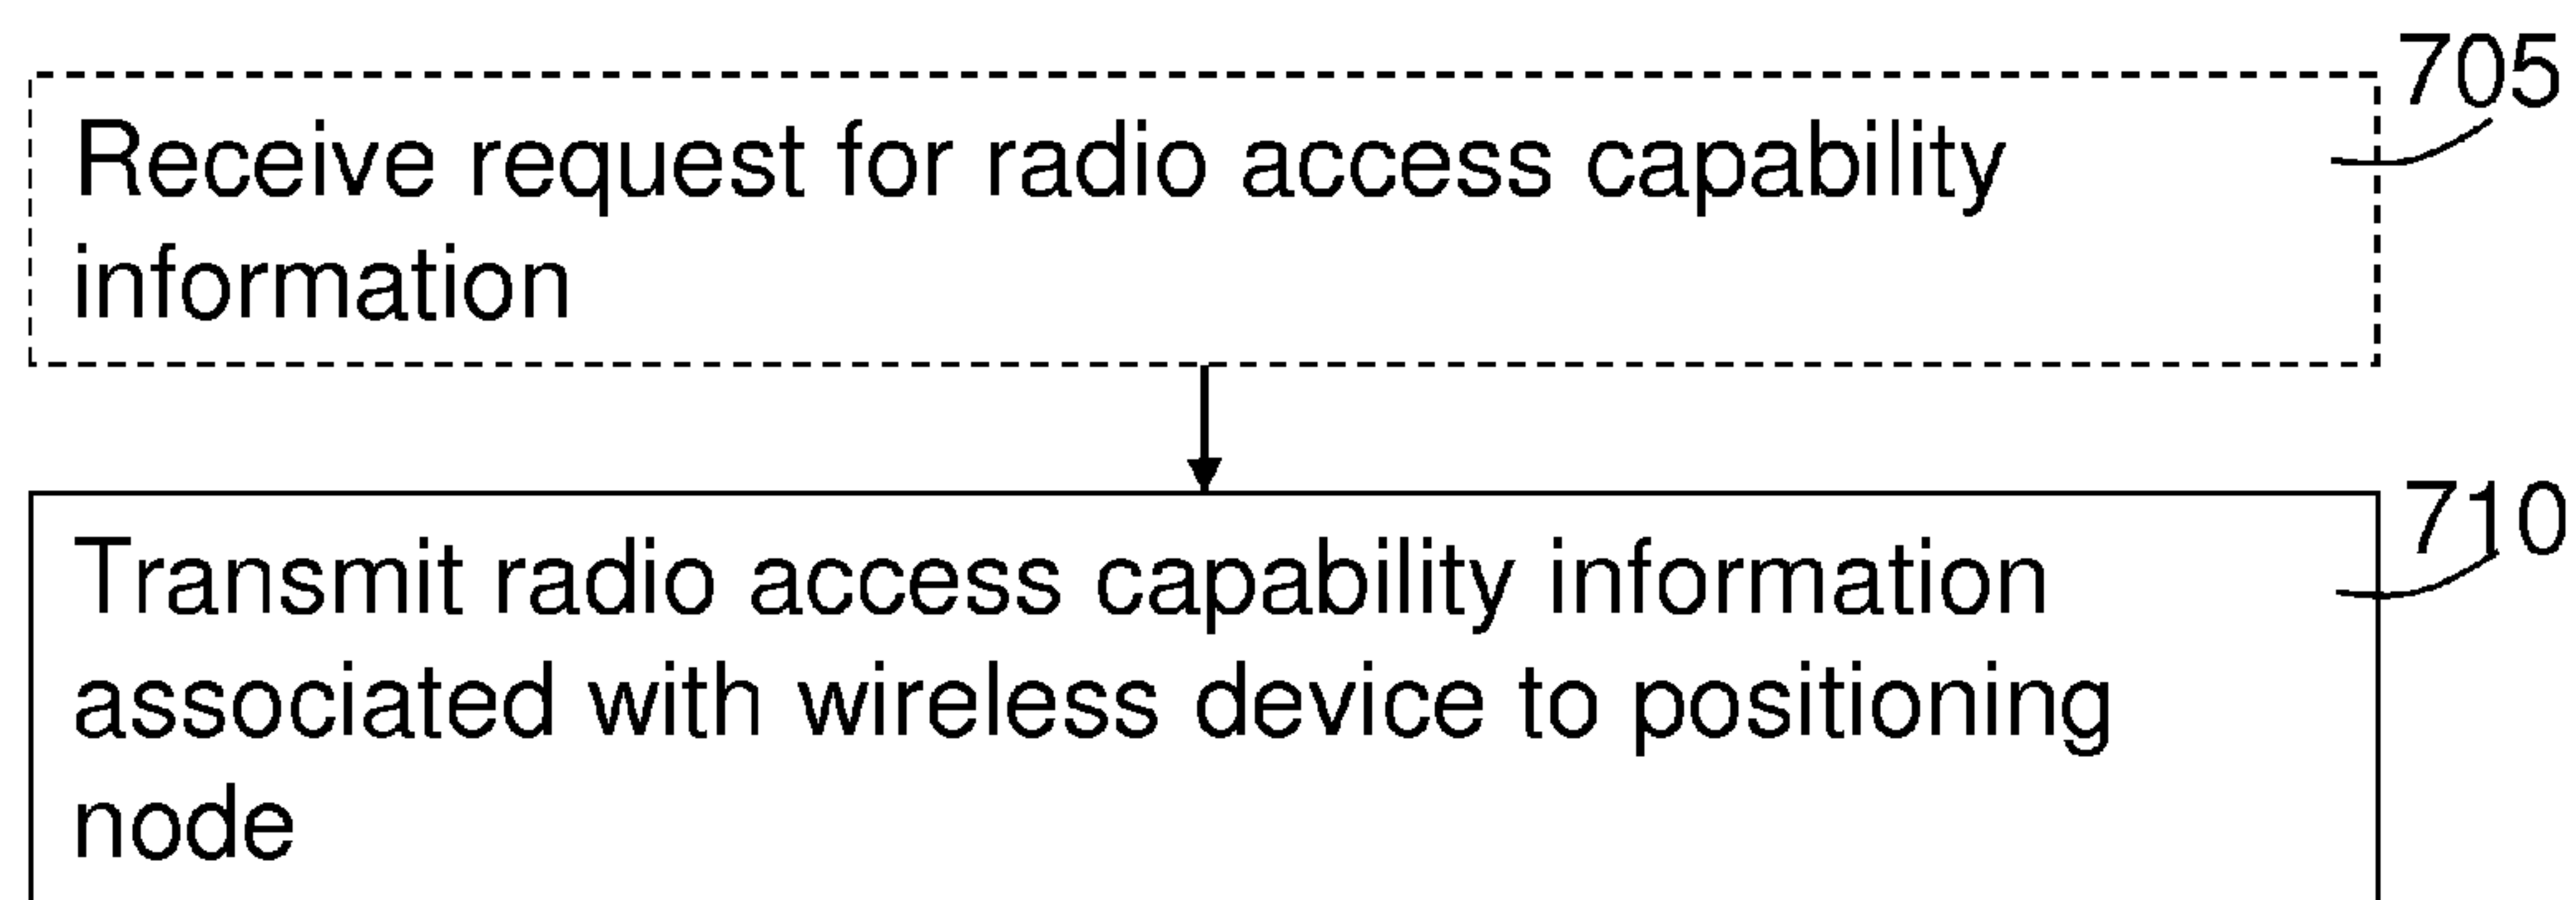 705
Receive request for radio access capability
information
710
Transmit radio access capability information
associated with wireless device to positioning
node